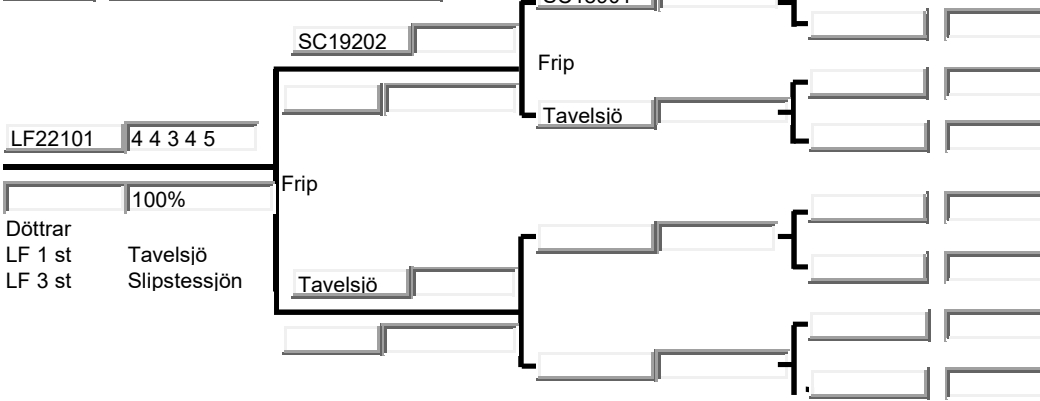 SC19202
Frip
Tavelsjö
LF22101 4 4 3 4 5
Frip
100%
Döttrar
LF 1 st Tavelsjö
LF 3 st Slipstessjön
Tavelsjö